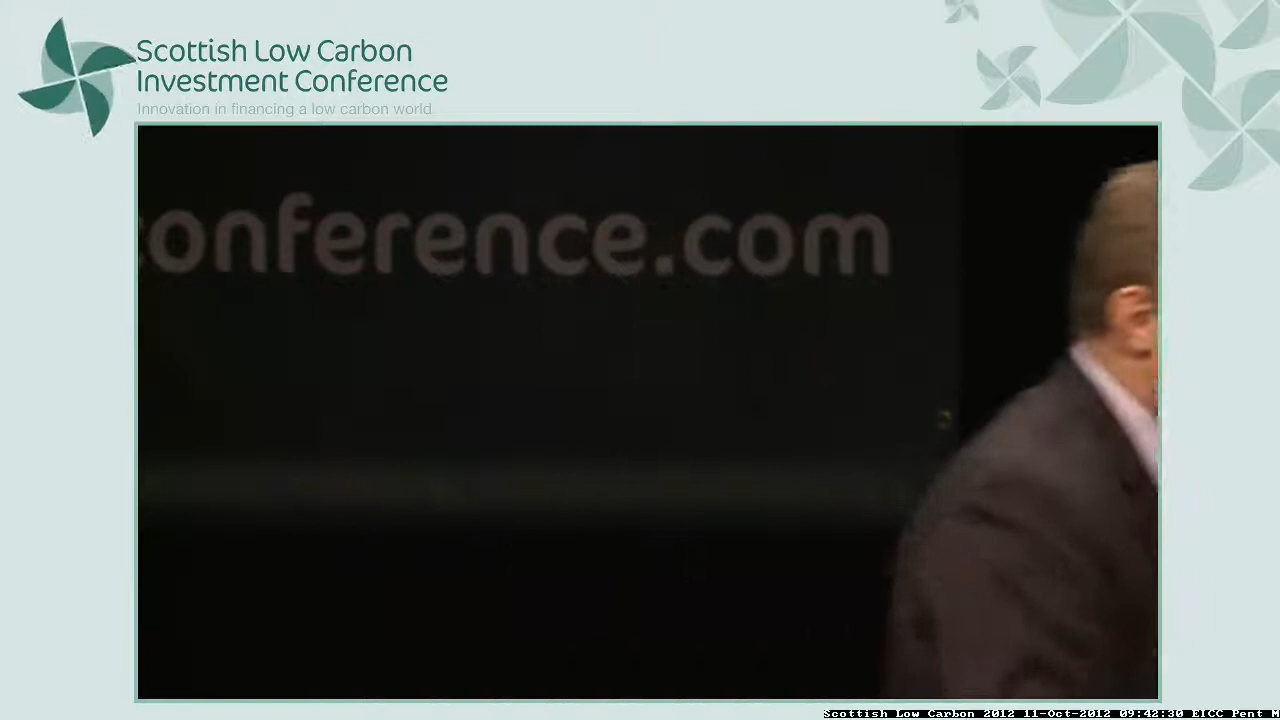 Scottish Low Carbon
Investment Conference
Innovation in financing a low carbon world
conference.com
Scottish Low Carbon 2012 11-Oct-2012 09:42:30 EICC Pent